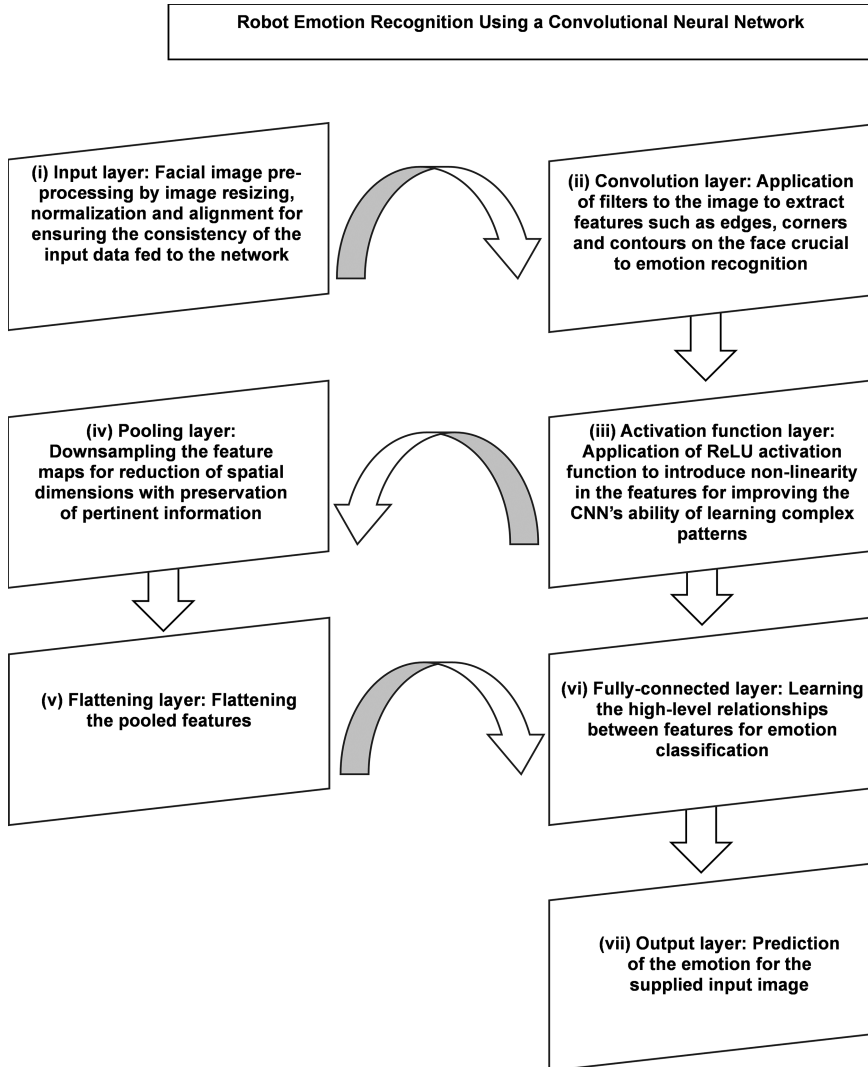 Robot Emotion Recognition Using a Convolutional Neural Network
(i) Input layer: Facial image pre-
processing by image resizing,
normalization and alignment for
ensuring the consistency of the
input data fed to the network
(ii) Convolution layer: Application
of filters to the image to extract
features such as edges, corners
and contours on the face crucial
to emotion recognition
(iii) Activation function layer:
Application of ReLU activation
function to introduce non-linearity
in the features for improving the
CNN’s ability of learning complex
patterns
(iv) Pooling layer:
Downsampling the feature
maps for reduction of spatial
dimensions with preservation
of pertinent information
(v) Flattening layer: Flattening
the pooled features
(vi) Fully-connected layer: Learning
the high-level relationships
between features for emotion
classification
(vii) Output layer: Prediction
of the emotion for the
supplied input image